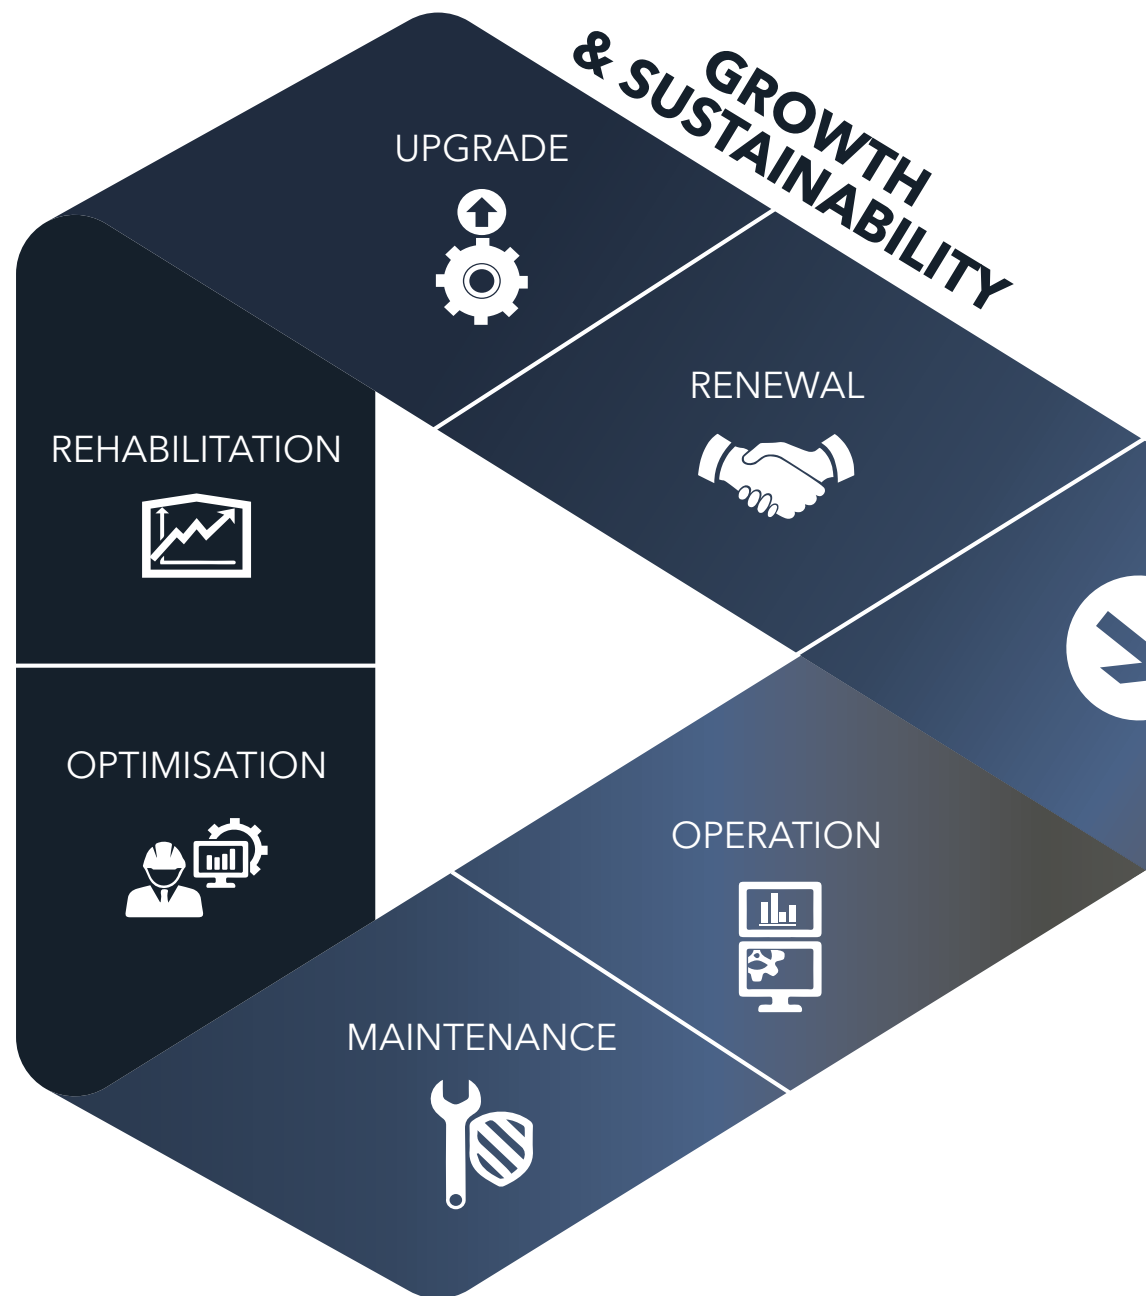 GROWTH
& SUSTAINABILITY
UPGRADE
RENEWAL
REHABILITATION
OPTIMISATION
OPERATION
MAINTENANCE